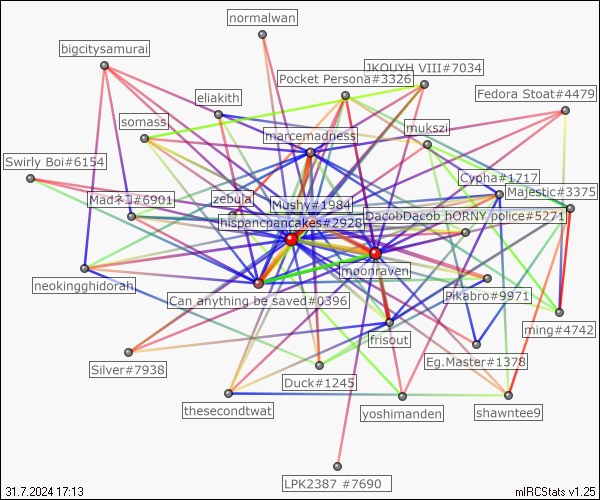 normalwan
bigcitysamurai
JKOUYH VIII#7034
Pocket Persona#3326
Fedora Stoat#4479
eliakith
somass
marcemadness
mukszi
Swirly Boi#6154
Cypha#1717
Majestic#3375
Madネコ#6901
zebula
Mushy#1984
DacobDacob hORNY police#5271
hispancpancakes#2928
moonraven
neokingghidorah
Can anything be saved#0396
Pikabro#9971
ming#4742
frisout
Eg.Master#1378
Silver#7938
Duck#1245
thesecondtwat
yoshimanden
shawntee9
LPK2387 #7690
31.7.2024 17:13
mIRCStats v1.25